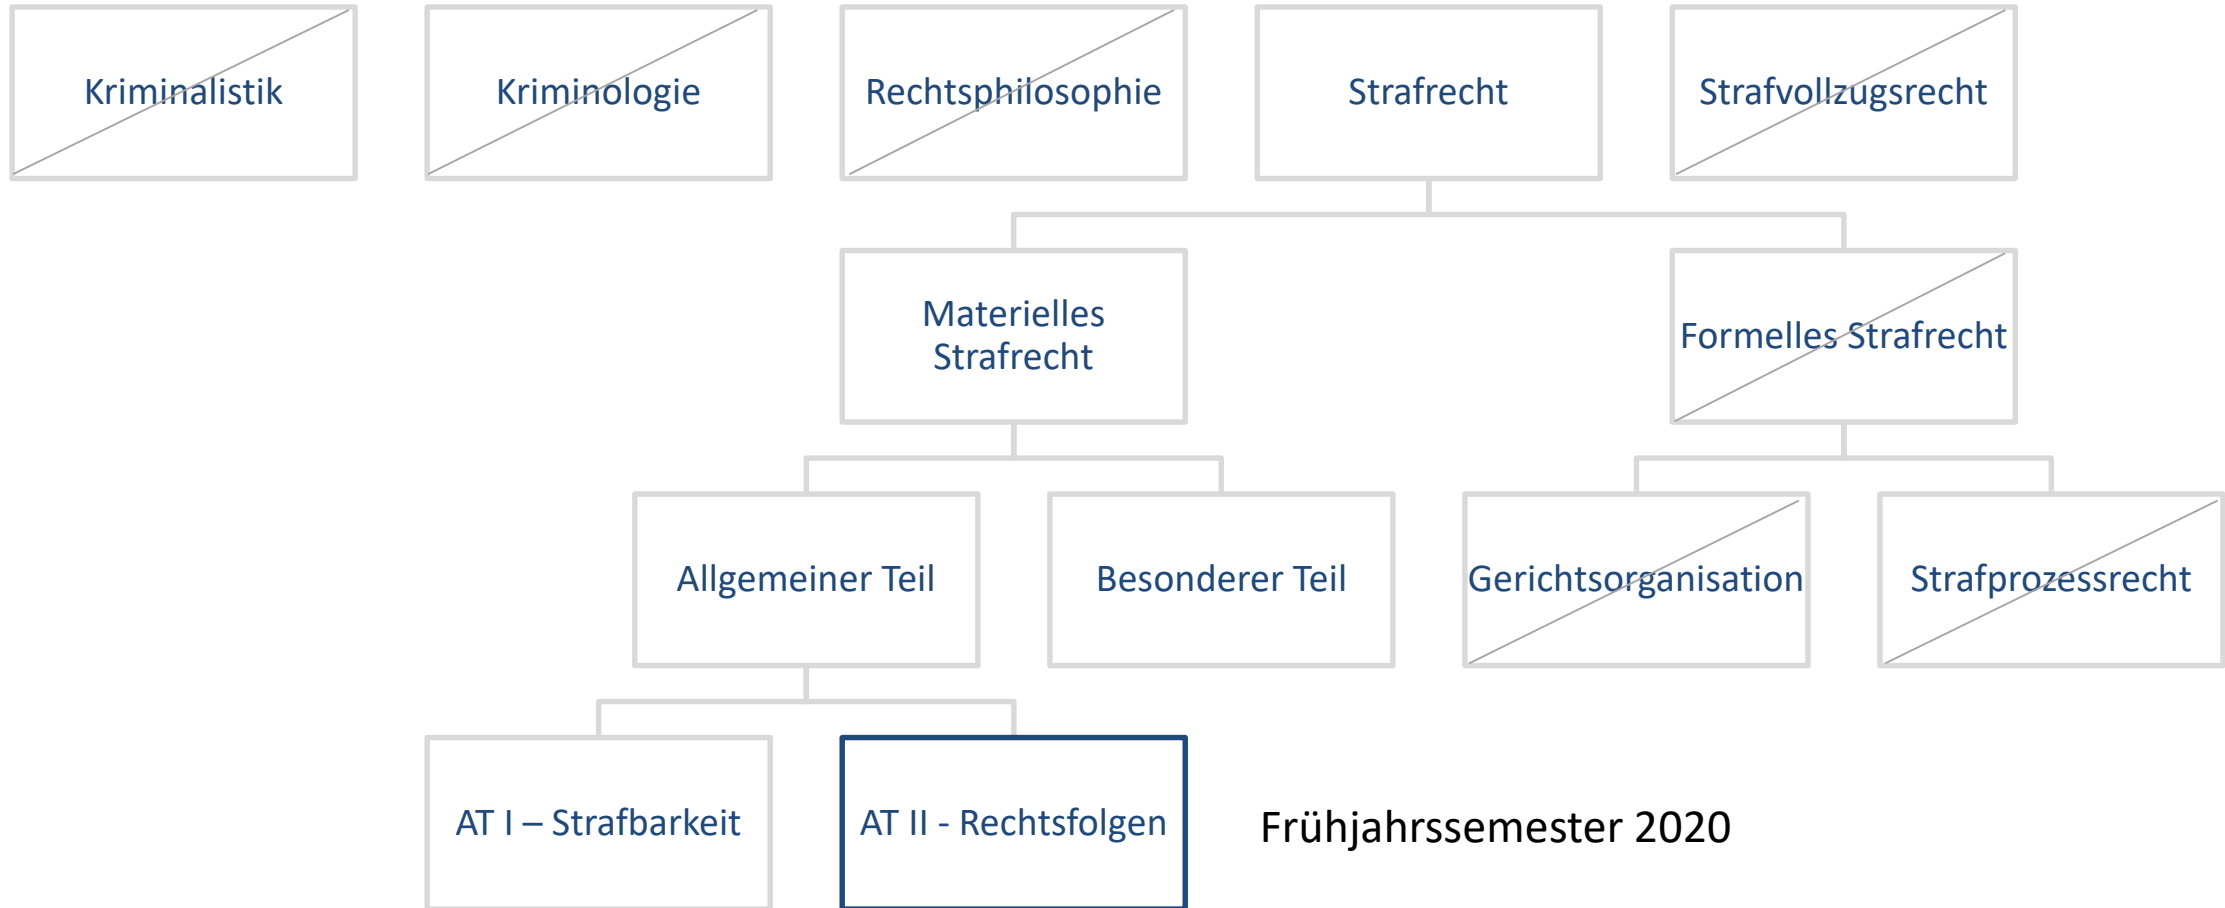 Kriminalistik
Kriminologie
Rechtsphilosophie
Strafrecht
Strafvollzugsrecht
Materielles
Strafrecht
Formelles Strafrecht
Allgemeiner Teil
Besonderer Teil
Gerichtsorganisation
Strafprozessrecht
AT I – Strafbarkeit
AT II - Rechtsfolgen
Frühjahrssemester 2020